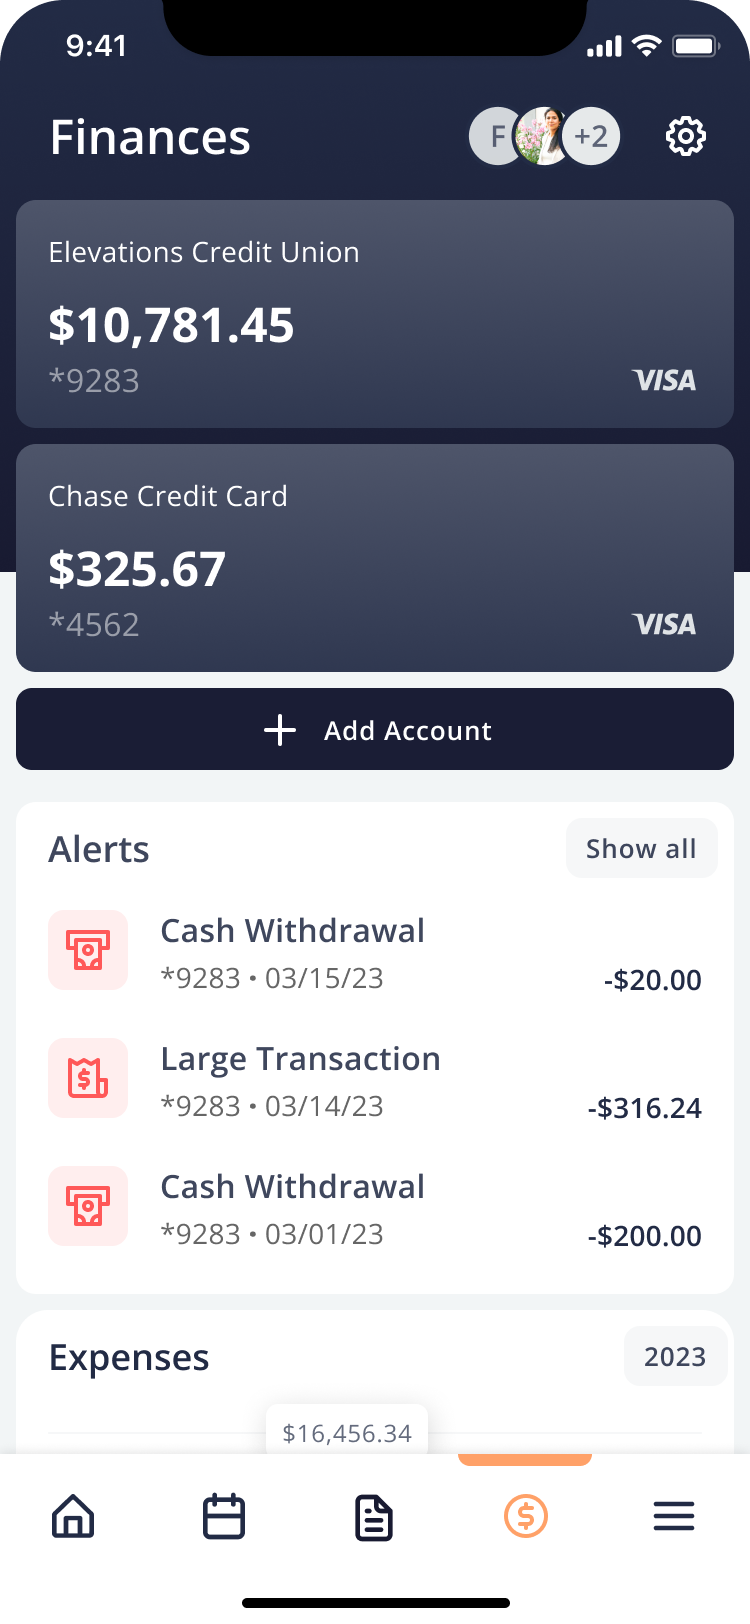 9:41
Finances
F
+2
Elevations Credit Union
$10,781.45
*9283
VISA
Chase Credit Card
$325.67
*4562
VISA
Add Account
Alerts
Show all
Cash Withdrawal
*9283 • 03/15/23
-$20.00
Large Transaction
*9283 • 03/14/23
-$316.24
Cash Withdrawal
*9283 • 03/01/23
-$200.00
Expenses
2023
$16,456.34